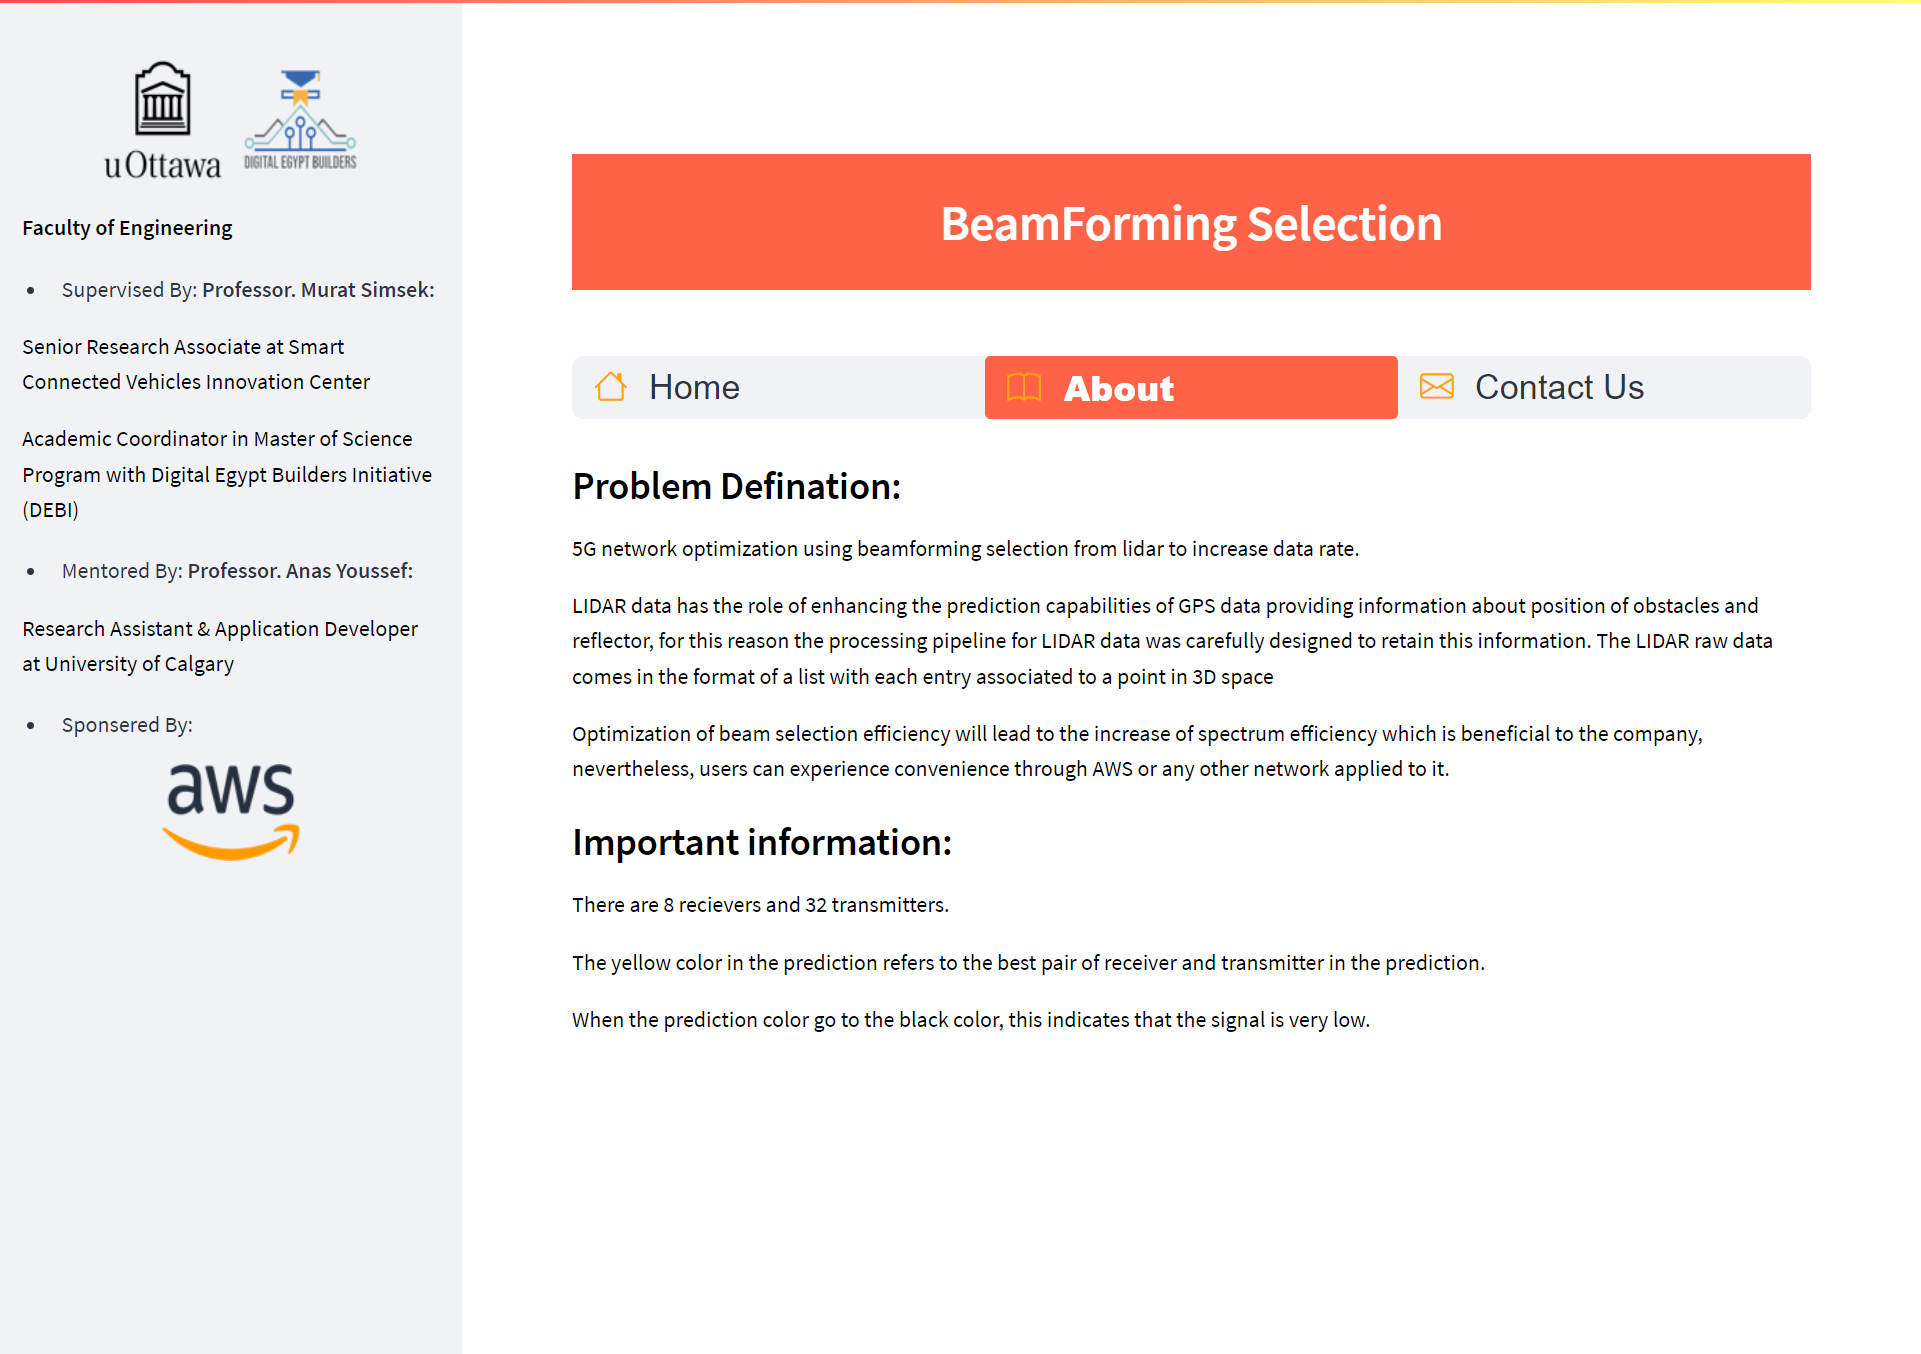 uOttawa
DIGITAL EGYPT BUILDERS
Faculty of Engineering
• Supervised By: Professor. Murat Simsek:
Senior Research Associate at Smart
Connected Vehicles Innovation Center
Academic Coordinator in Master of Science
Program with Digital Egypt Builders Initiative
(DEBI)
• Mentored By: Professor. Anas Youssef:
Research Assistant & Application Developer
at University of Calgary
• Sponsered By:
aws
BeamForming Selection
Home
About
Contact Us
Problem Defination:
5G network optimization using beamforming selection from lidar to increase data rate.
LIDAR data has the role of enhancing the prediction capabilities of GPS data providing information about position of obstacles and
reflector, for this reason the processing pipeline for LIDAR data was carefully designed to retain this information. The LIDAR raw data
comes in the format of a list with each entry associated to a point in 3D space
Optimization of beam selection efficiency will lead to the increase of spectrum efficiency which is beneficial to the company,
nevertheless, users can experience convenience through AWS or any other network applied to it.
Important information:
There are 8 recievers and 32 transmitters.
The yellow color in the prediction refers to the best pair of receiver and transmitter in the prediction.
When the prediction color go to the black color, this indicates that the signal is very low.